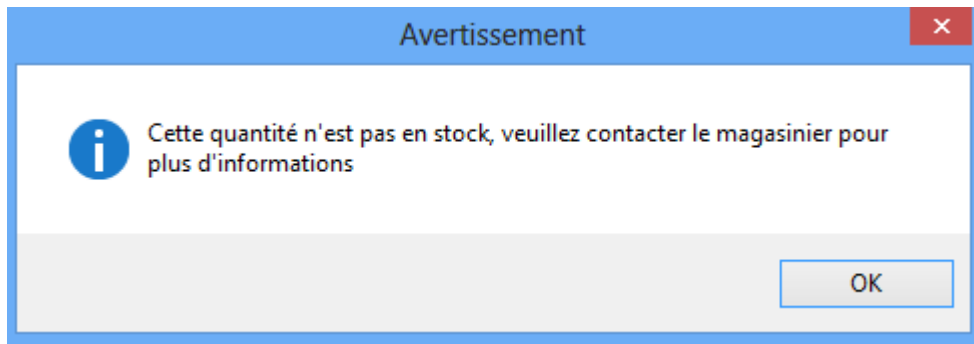 Avertissement
Cette quantité n'est pas en stock, veuillez contacter le magasinier pour
plus d'informations
OK